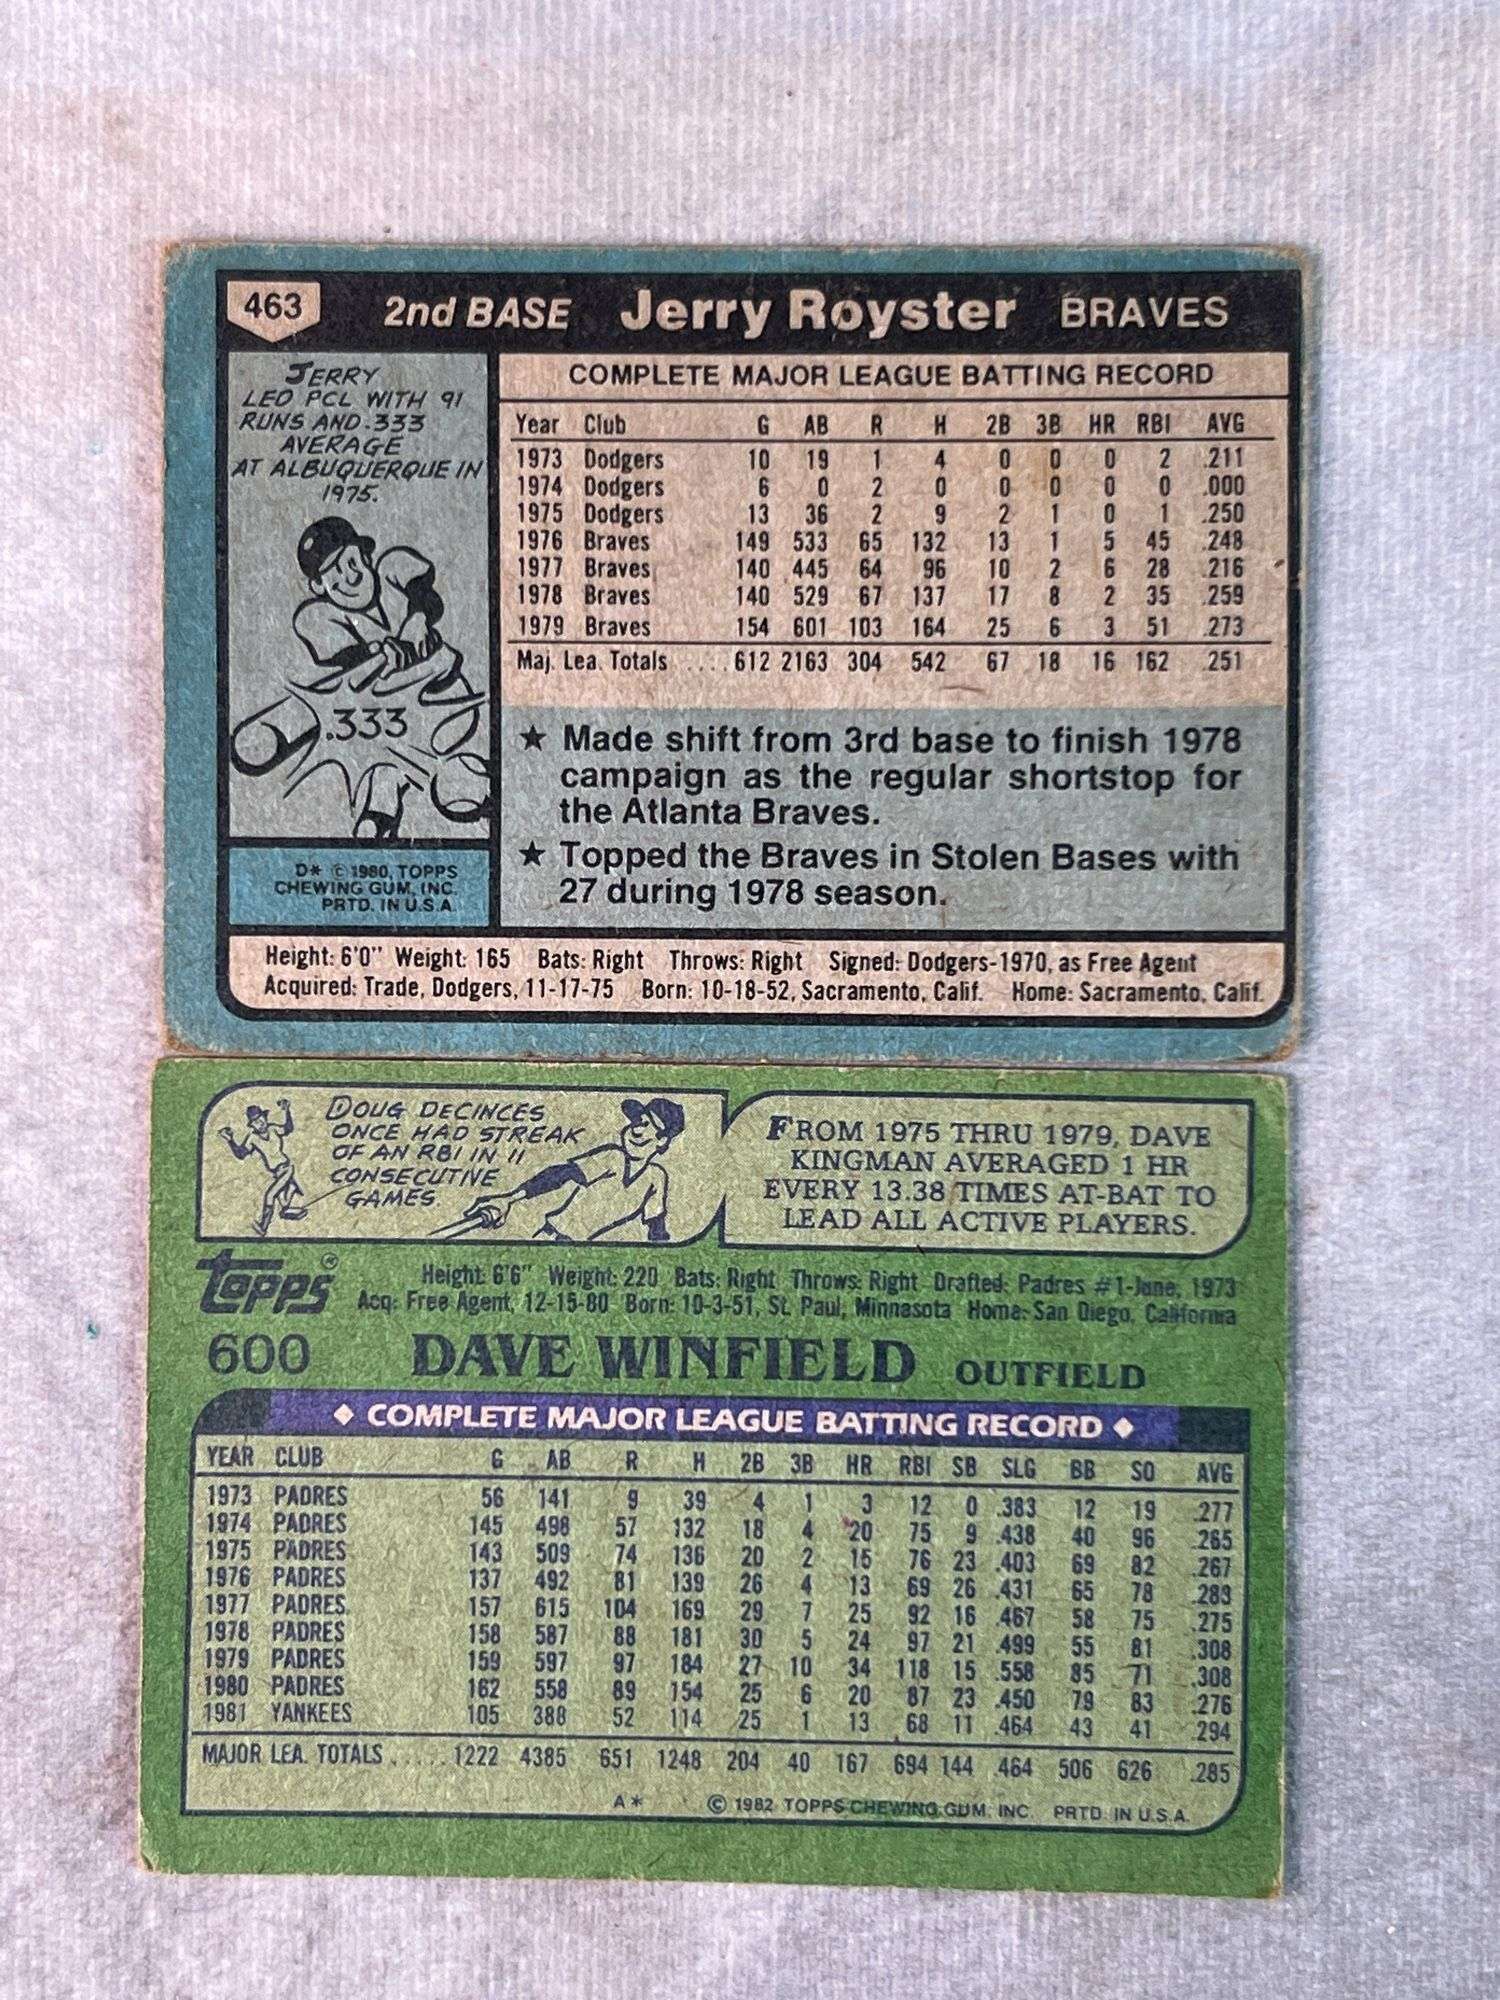 463 2nd BASE Jerry Royster BRAVES
JERRY
LED PCL WITH 91
RUNS AND .333
AVERAGE
AT ALBUQUERQUE IN
1975.
.333
D* © 1980, TOPPS
CHEWING GUM, INC.
PRTD. IN U.S.A.
COMPLETE MAJOR LEAGUE BATTING RECORD
Year Club G AB R H 2B 3B HR RBI AVG
1973 Dodgers 10 19 1 4 0 0 0 2 .211
1974 Dodgers 6 0 2 0 0 0 0 0 .000
1975 Dodgers 13 36 2 9 2 1 0 1 .250
1976 Braves 149 533 65 132 13 1 5 45 .248
1977 Braves 140 445 64 96 10 2 6 28 .216
1978 Braves 140 529 67 137 17 8 2 35 .259
1979 Braves 154 601 103 164 25 6 3 51 .273
Maj. Lea. Totals ....612 2163 304 542 67 18 16 162 .251
★ Made shift from 3rd base to finish 1978
campaign as the regular shortstop for
the Atlanta Braves.
★ Topped the Braves in Stolen Bases with
27 during 1978 season.
Height: 6'0" Weight: 165 Bats: Right Throws: Right Signed: Dodgers-1970, as Free Agent
Acquired: Trade, Dodgers, 11-17-75 Born: 10-18-52, Sacramento, Calif. Home: Sacramento, Calif.
DOUG DECINCES
ONCE HAD STREAK
OF AN RBI IN 11
CONSECUTIVE
GAMES.
FROM 1975 THRU 1979, DAVE
KINGMAN AVERAGED 1 HR
EVERY 13.38 TIMES AT-BAT TO
LEAD ALL ACTIVE PLAYERS.
topps®
Height: 6'6" Weight: 220 Bats: Right Throws: Right Drafted: Padres #1-June, 1973
Acq: Free Agent, 12-15-80 Born: 10-3-51, St. Paul, Minnesota Home: San Diego, California
600 DAVE WINFIELD OUTFIELD
◆ COMPLETE MAJOR LEAGUE BATTING RECORD ◆
YEAR CLUB G AB R H 2B 3B HR RBI SB SLG BB SO AVG
1973 PADRES 56 141 9 39 4 1 3 12 0 .383 12 19 .277
1974 PADRES 145 498 57 132 18 4 20 75 9 .438 40 96 .265
1975 PADRES 143 509 74 136 20 2 15 76 23 .403 69 82 .267
1976 PADRES 137 492 81 139 26 4 13 69 26 .431 65 78 .283
1977 PADRES 157 615 104 169 29 7 25 92 16 .467 58 75 .275
1978 PADRES 158 587 88 181 30 5 24 97 21 .499 55 81 .308
1979 PADRES 159 597 97 184 27 10 34 118 15 .558 85 71 .308
1980 PADRES 162 558 89 154 25 6 20 87 23 .450 79 83 .276
1981 YANKEES 105 388 52 114 25 1 13 68 11 .464 43 41 .294
MAJOR LEA. TOTALS ..... 1222 4385 651 1248 204 40 167 694 144 .464 506 626 .285
A* © 1982 TOPPS CHEWING GUM, INC. PRTD. IN U.S.A.